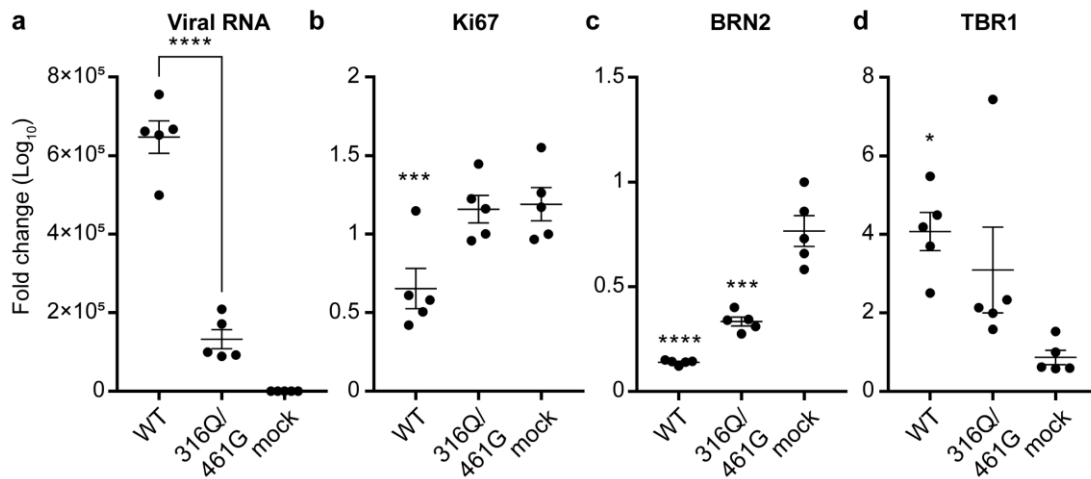 a Viral RNA b Ki67 c BRN2 d TBR1
Fold change (Log₁₀)
****
8×10⁵
6×10⁵
4×10⁵
2×10⁵
0
WT
316Q/
461G
mock
2
1.5
1
0.5
0
***
WT
316Q/
461G
mock
1.5
1
0.5
0
****
***
WT
316Q/
461G
mock
8
6
4
2
0
*
WT
316Q/
461G
mock